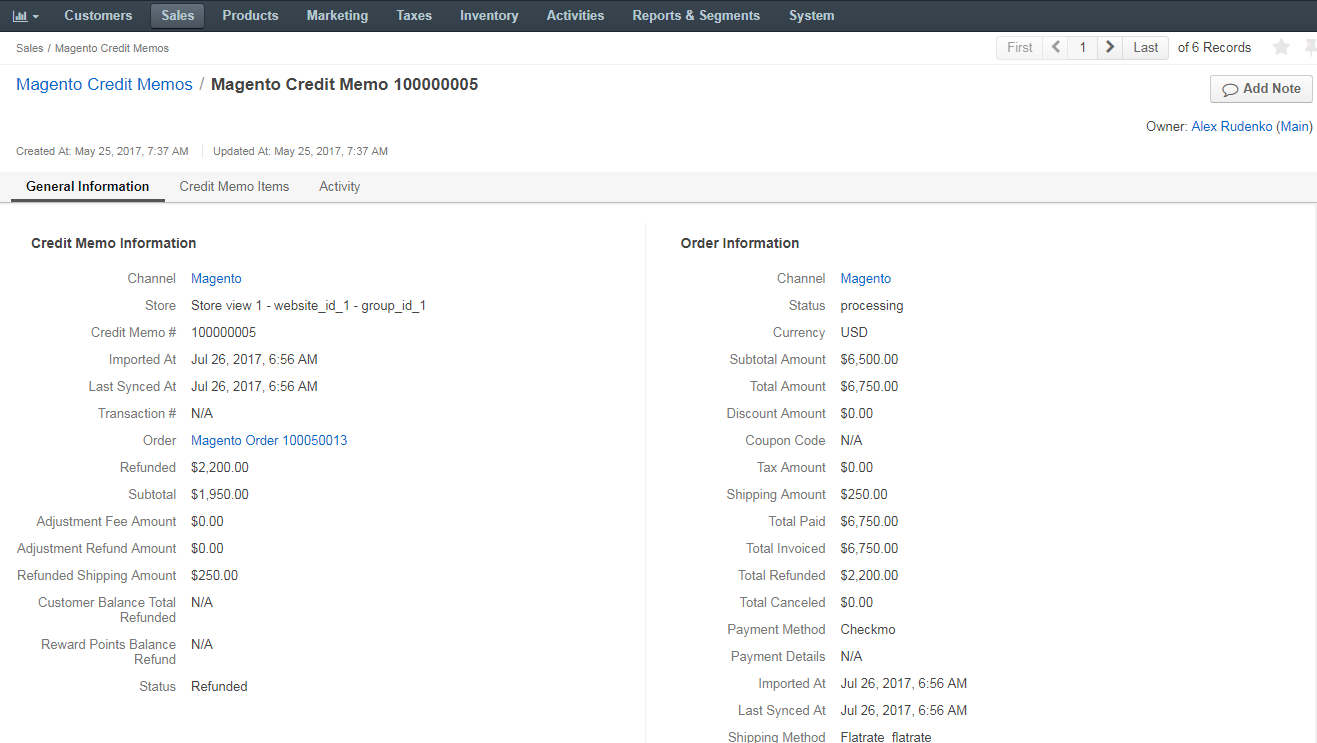 Customers Sales Products Marketing Taxes Inventory Activities Reports & Segments System
Sales / Magento Credit Memos
First 1 Last of 6 Records
Magento Credit Memos / Magento Credit Memo 100000005
Add Note
Owner: Alex Rudenko (Main)
Created At: May 25, 2017, 7:37 AM Updated At: May 25, 2017, 7:37 AM
General Information Credit Memo Items Activity
Credit Memo Information
Channel Magento
Store Store view 1 - website_id_1 - group_id_1
Credit Memo # 100000005
Imported At Jul 26, 2017, 6:56 AM
Last Synced At Jul 26, 2017, 6:56 AM
Transaction # N/A
Order Magento Order 100050013
Refunded $2,200.00
Subtotal $1,950.00
Adjustment Fee Amount $0.00
Adjustment Refund Amount $0.00
Refunded Shipping Amount $250.00
Customer Balance Total N/A
Refunded
Reward Points Balance N/A
Refund
Status Refunded
Order Information
Channel Magento
Status processing
Currency USD
Subtotal Amount $6,500.00
Total Amount $6,750.00
Discount Amount $0.00
Coupon Code N/A
Tax Amount $0.00
Shipping Amount $250.00
Total Paid $6,750.00
Total Invoiced $6,750.00
Total Refunded $2,200.00
Total Canceled $0.00
Payment Method Checkmo
Payment Details N/A
Imported At Jul 26, 2017, 6:56 AM
Last Synced At Jul 26, 2017, 6:56 AM
Shipping Method Flatrate flatrate